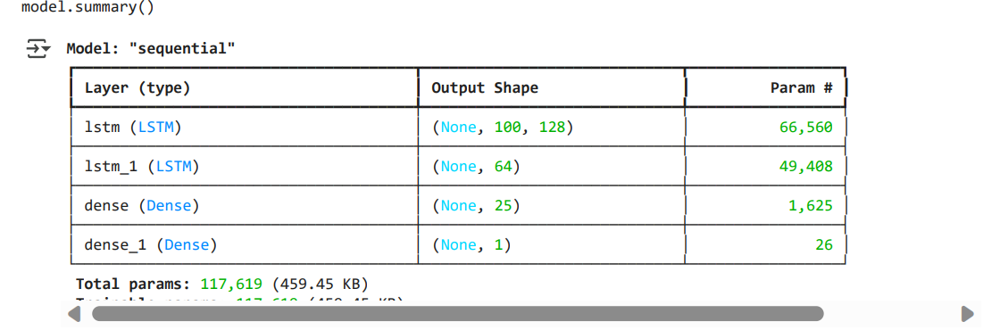 model.summary()
Model: "sequential"
Layer (type) Output Shape Param #
lstm (LSTM) (None, 100, 128) 66,560
lstm_1 (LSTM) (None, 64) 49,408
dense (Dense) (None, 25) 1,625
dense_1 (Dense) (None, 1) 26
Total params: 117,619 (459.45 KB)